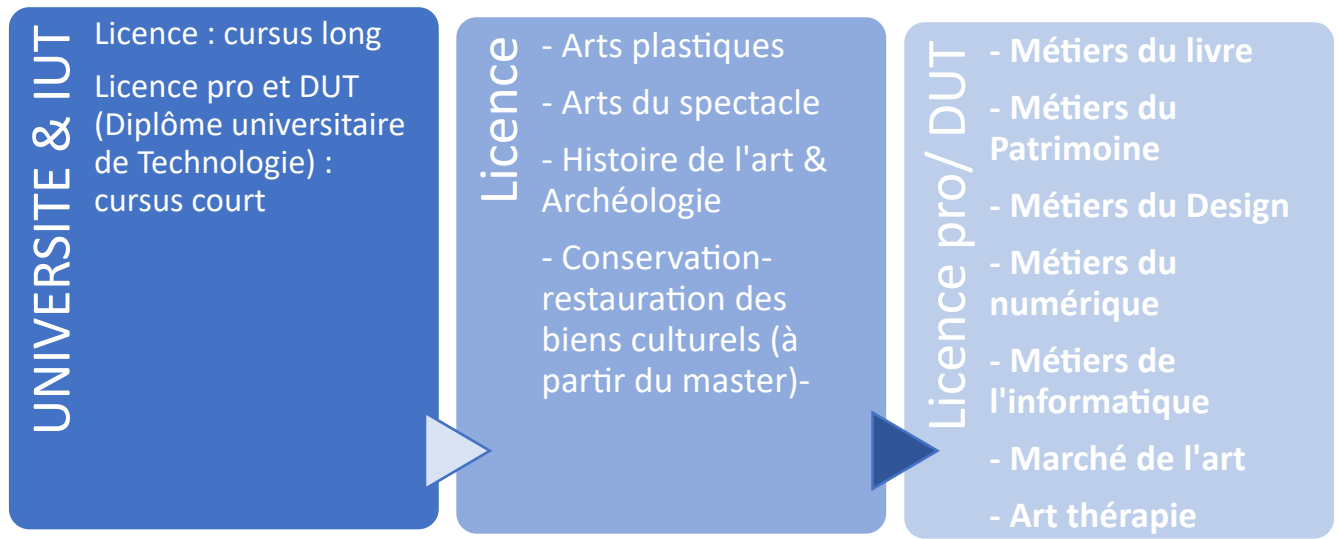 UNIVERSITE & IUT
Licence : cursus long
Licence pro et DUT
(Diplôme universitaire
de Technologie) :
cursus court
Licence
- Arts plastiques
- Arts du spectacle
- Histoire de l'art &
Archéologie
- Conservation-
restauration des
biens culturels (à
partir du master)-
Licence pro/ DUT
- Métiers du livre
- Métiers du
Patrimoine
- Métiers du Design
- Métiers du
numérique
- Métiers de
l'informatique
- Marché de l'art
- Art thérapie